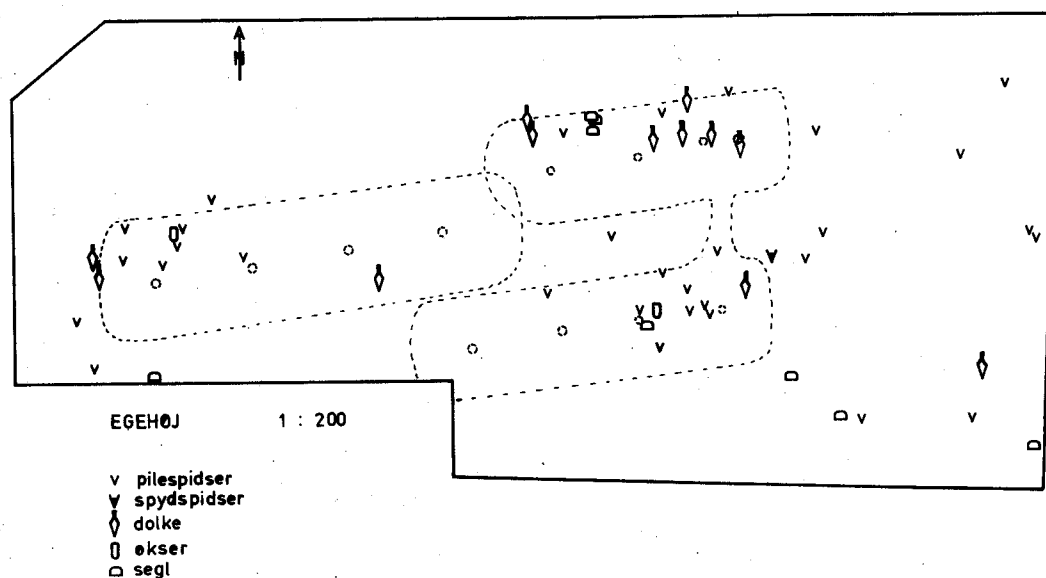 N
EGEHØJ 1 : 200
v pilespidser
spydspidser
dolke
økser
segl